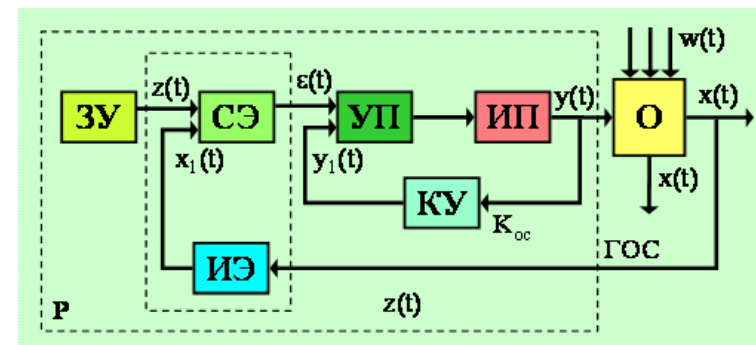 w(t)
z(t)
ε(t)
y(t)
x(t)
ЗУ
СЭ
УП
ИП
О
x₁(t)
y₁(t)
x(t)
КУ
Kос
ГОС
ИЭ
z(t)
Р